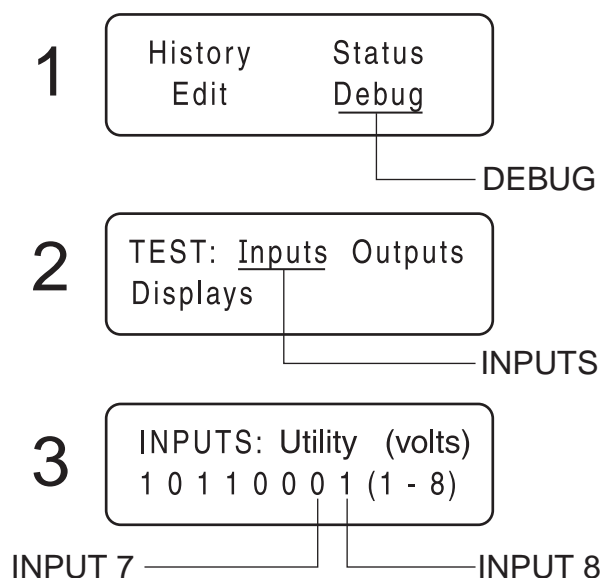 1
History Status
Edit Debug
DEBUG
2
TEST: Inputs Outputs
Displays
INPUTS
3
INPUTS: Utility (volts)
1 0 1 1 0 0 0 1 (1 - 8)
INPUT 7 INPUT 8